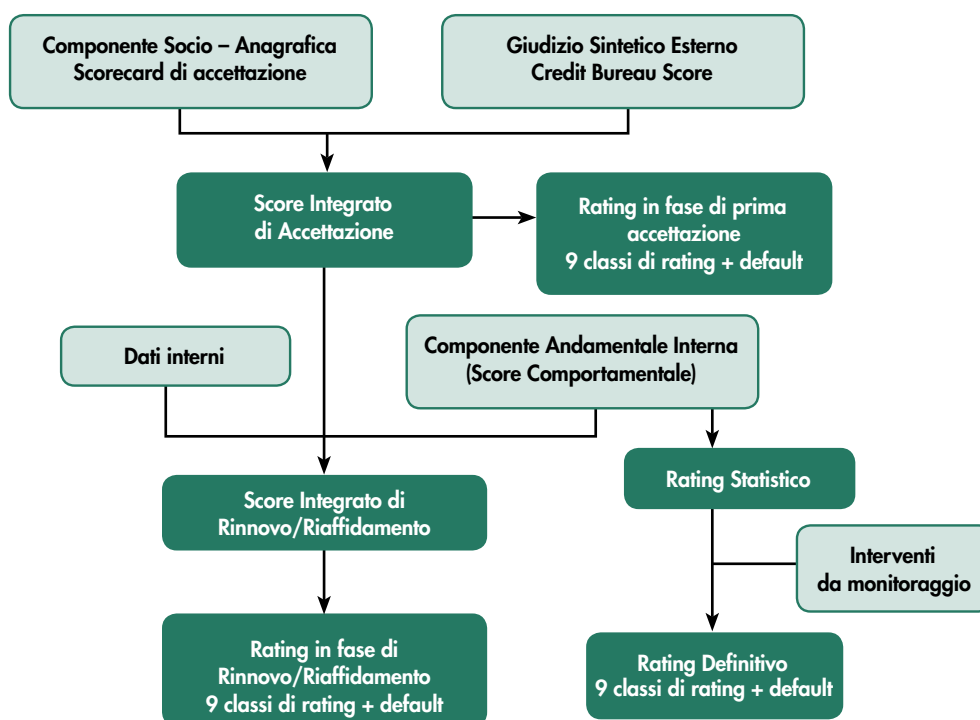 Componente Socio – Anagrafica
Scorecard di accettazione
Giudizio Sintetico Esterno
Credit Bureau Score
Score Integrato
di Accettazione
Rating in fase di prima
accettazione
9 classi di rating + default
Dati interni
Componente Andamentale Interna
(Score Comportamentale)
Score Integrato di
Rinnovo/Riaffidamento
Rating Statistico
Interventi
da monitoraggio
Rating in fase di
Rinnovo/Riaffidamento
9 classi di rating + default
Rating Definitivo
9 classi di rating + default